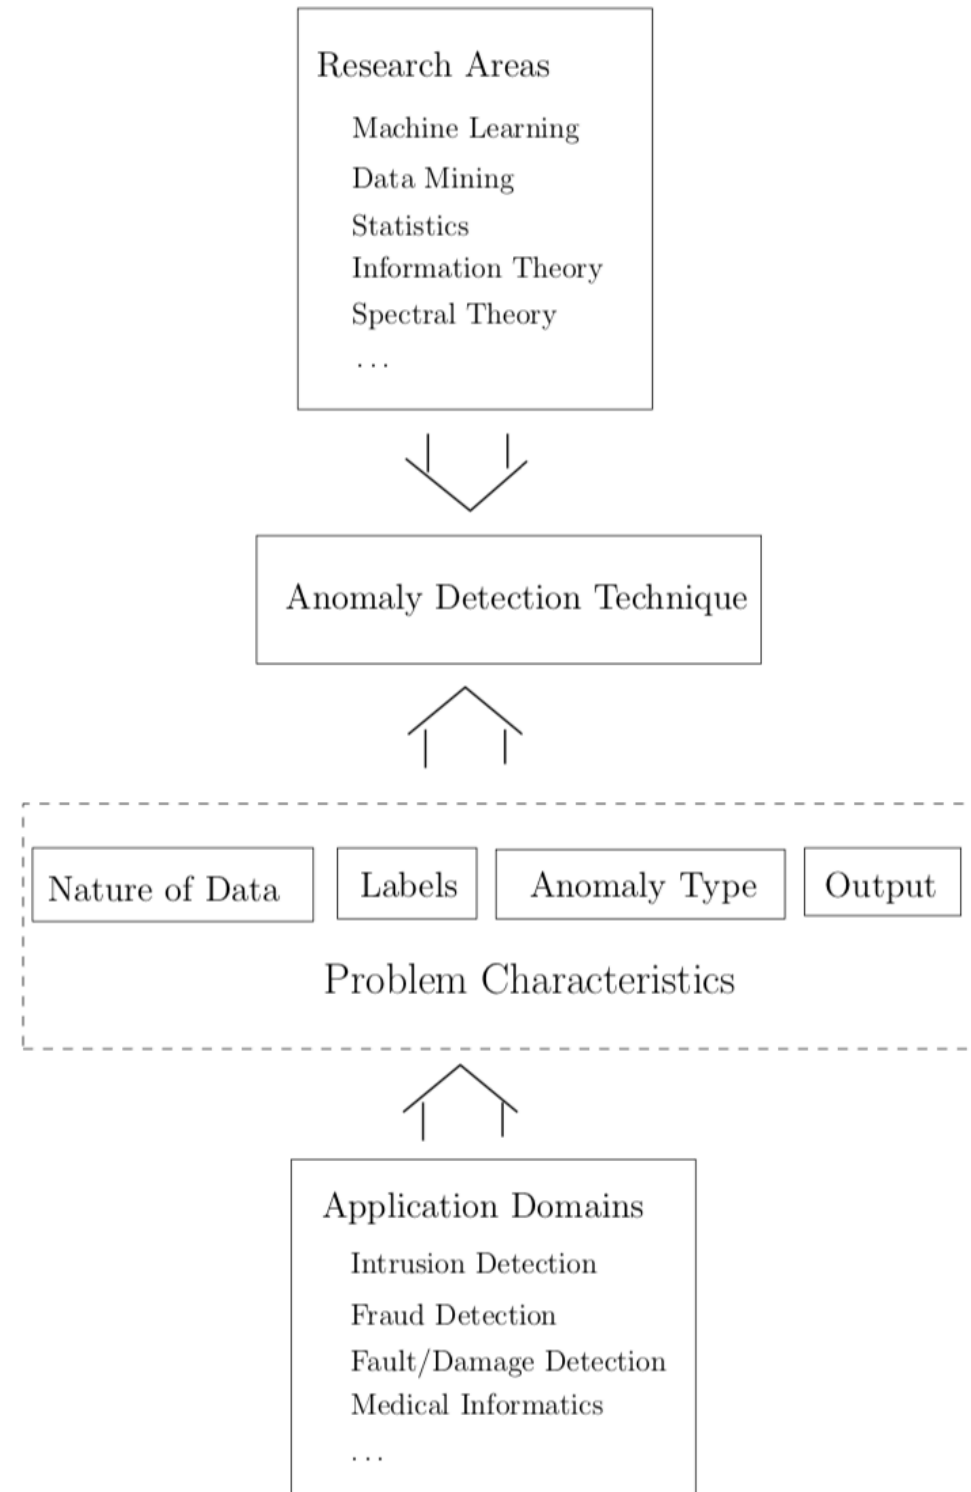 Research Areas
Machine Learning
Data Mining
Statistics
Information Theory
Spectral Theory
. . .
Anomaly Detection Technique
Nature of Data
Labels
Anomaly Type
Output
Problem Characteristics
Application Domains
Intrusion Detection
Fraud Detection
Fault/Damage Detection
Medical Informatics
. . .